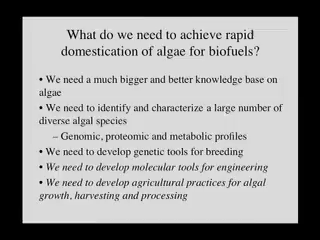 What do we need to achieve rapid
domestication of algae for biofuels?
• We need a much bigger and better knowledge base on
algae
• We need to identify and characterize a large number of
diverse algal species
– Genomic, proteomic and metabolic profiles
• We need to develop genetic tools for breeding
• We need to develop molecular tools for engineering
• We need to develop agricultural practices for algal
growth, harvesting and processing